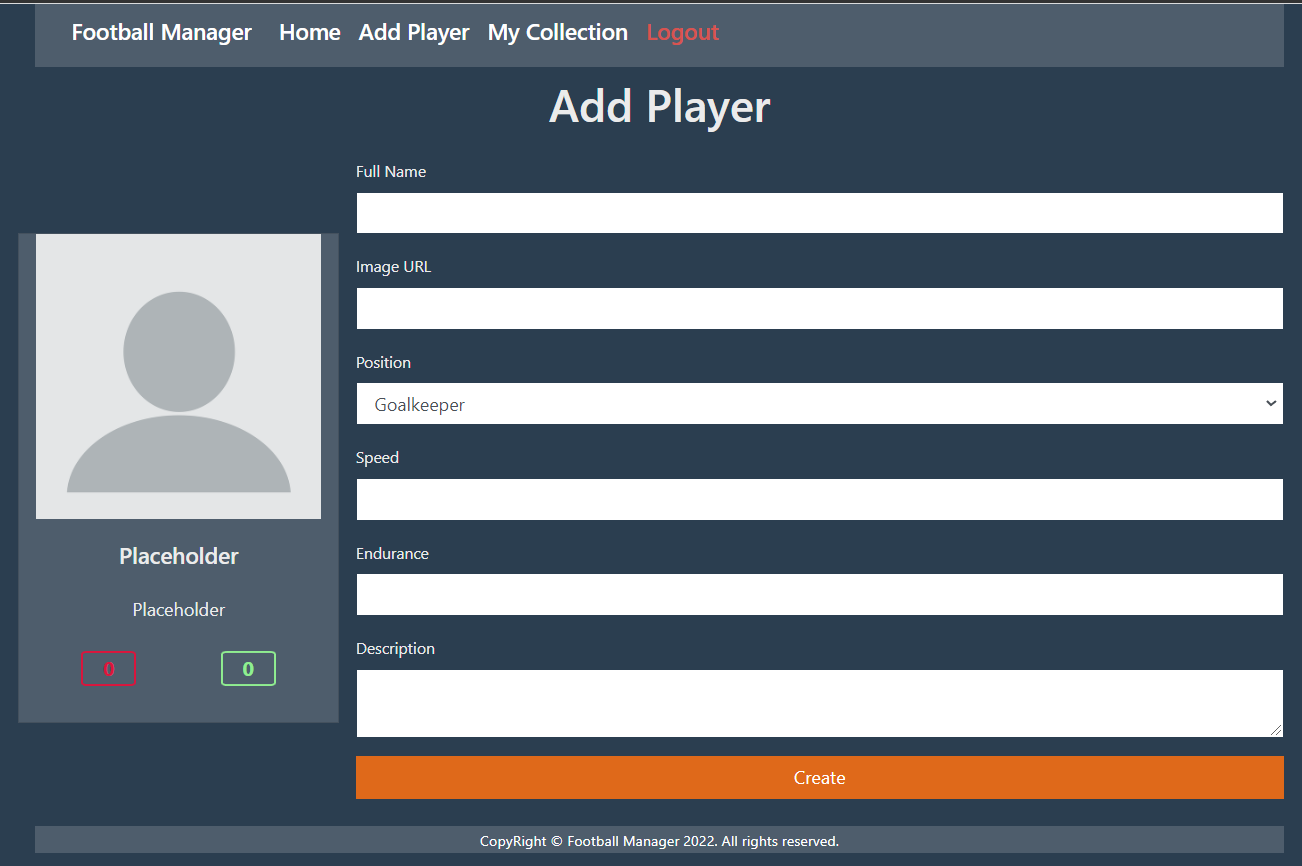 Football Manager Home Add Player My Collection Logout
Add Player
Full Name
Image URL
Position
Goalkeeper
Speed
Endurance
Description
Create
Placeholder
Placeholder
0 0
CopyRight © Football Manager 2022. All rights reserved.